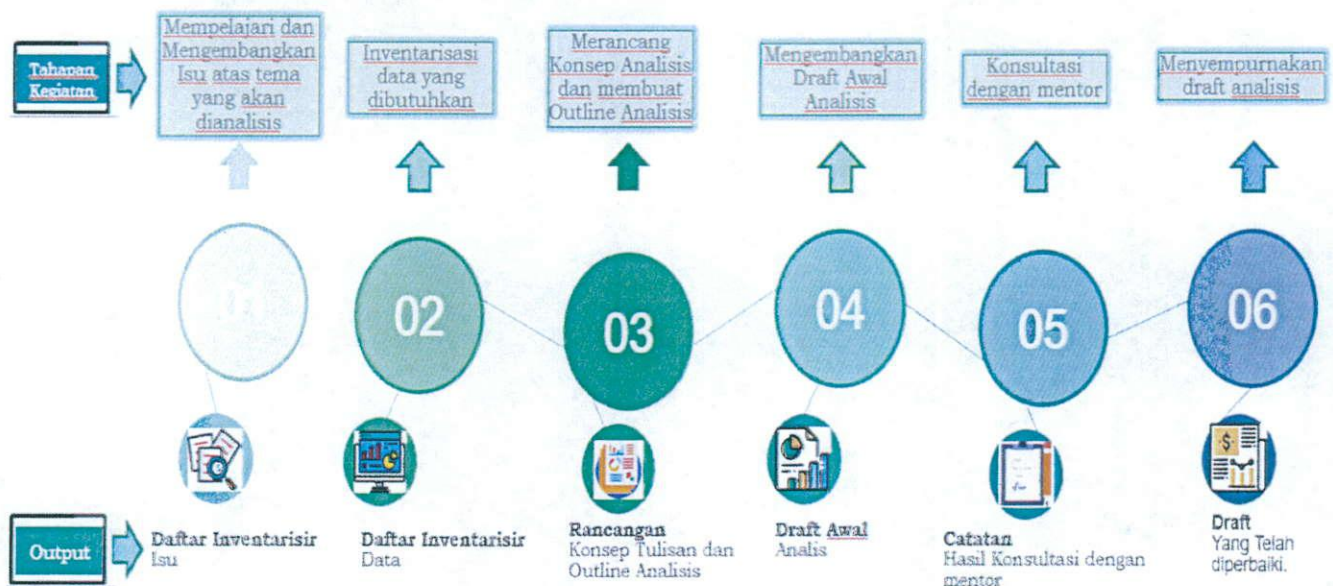 Tahapan
Kegiatan
Mempelajari dan
Mengembangkan
Isu atas tema
yang akan
dianalisis
Inventarisasi
data yang
dibutuhkan
Merancang
Konsep Analisis
dan membuat
Outline Analisis
Mengembangkan
Draft Awal
Analisis
Konsultasi
dengan mentor
Menyempurnakan
draft analisis
01
02
03
04
05
06
Output
Daftar Inventarisir
Isu
Daftar Inventarisir
Data
Rancangan
Konsep Tulisan dan
Outline Analisis
Draft Awal
Analis
Catatan
Hasil Konsultasi dengan
mentor
Draft
Yang Telah
diperbaiki.